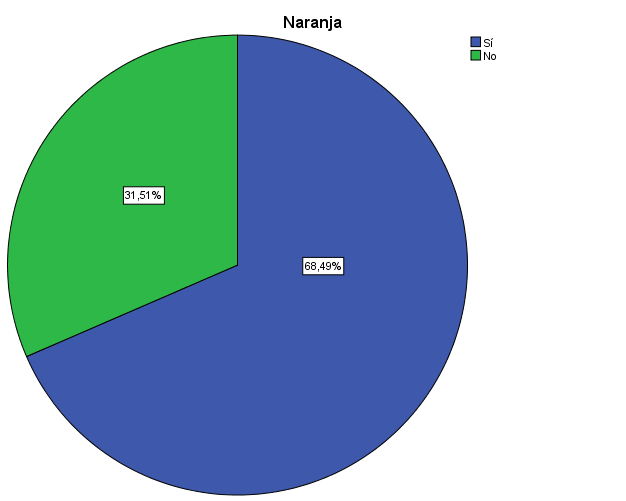 Naranja
Sí
No
31,51%
68,49%